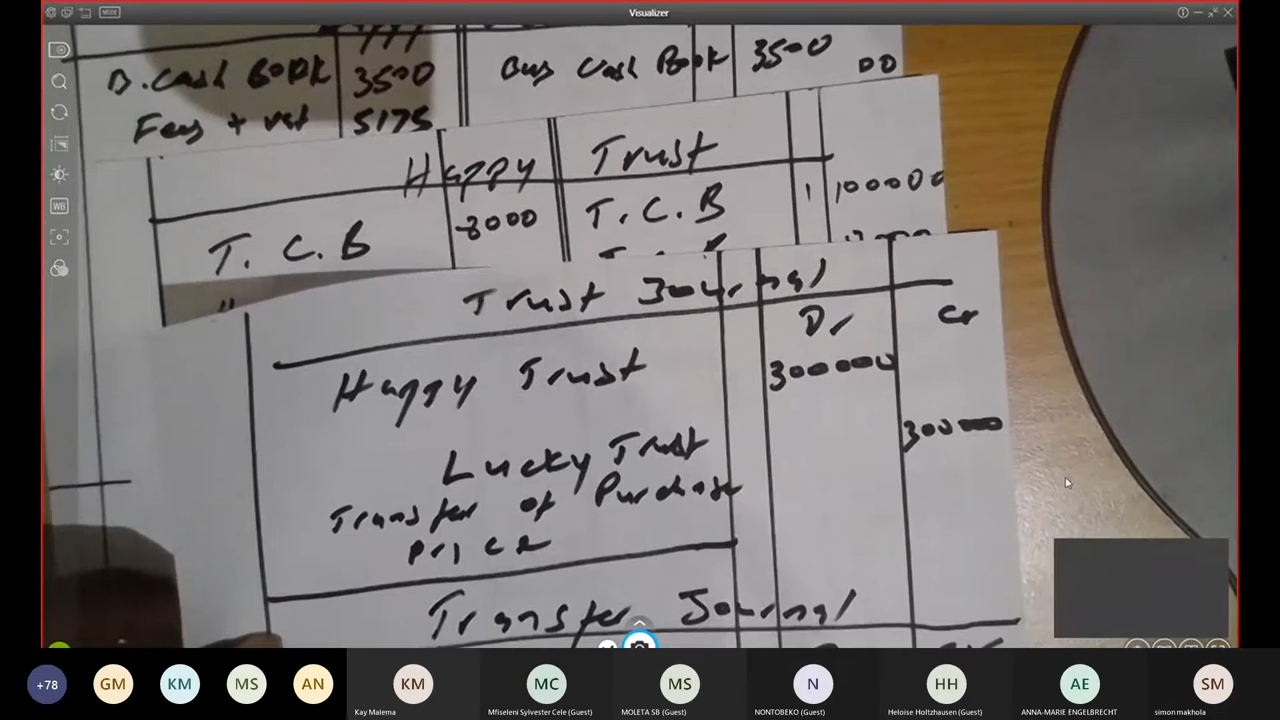 Visualizer
MODE
B. Cash Book 3500 Bus Cash Book 3500 00
Fees + vat 5175
Happy Trust
T. C. B 8000 T. C. B 1 100000
WB
Trust Journal
Dr Cr
Happy Trust 300000
Lucky Trust 300000
Transfer of Purchase
Price
Transfer Journal
+78 GM KM MS AN KM MC MS N HH AE SM
Kay Malema Mfiseleni Sylvester Cele (Guest) MOLETA SB (Guest) NONTOBEKO (Guest) Heloise Holtzhausen (Guest) ANNA-MARIE ENGELBRECHT simon makhola